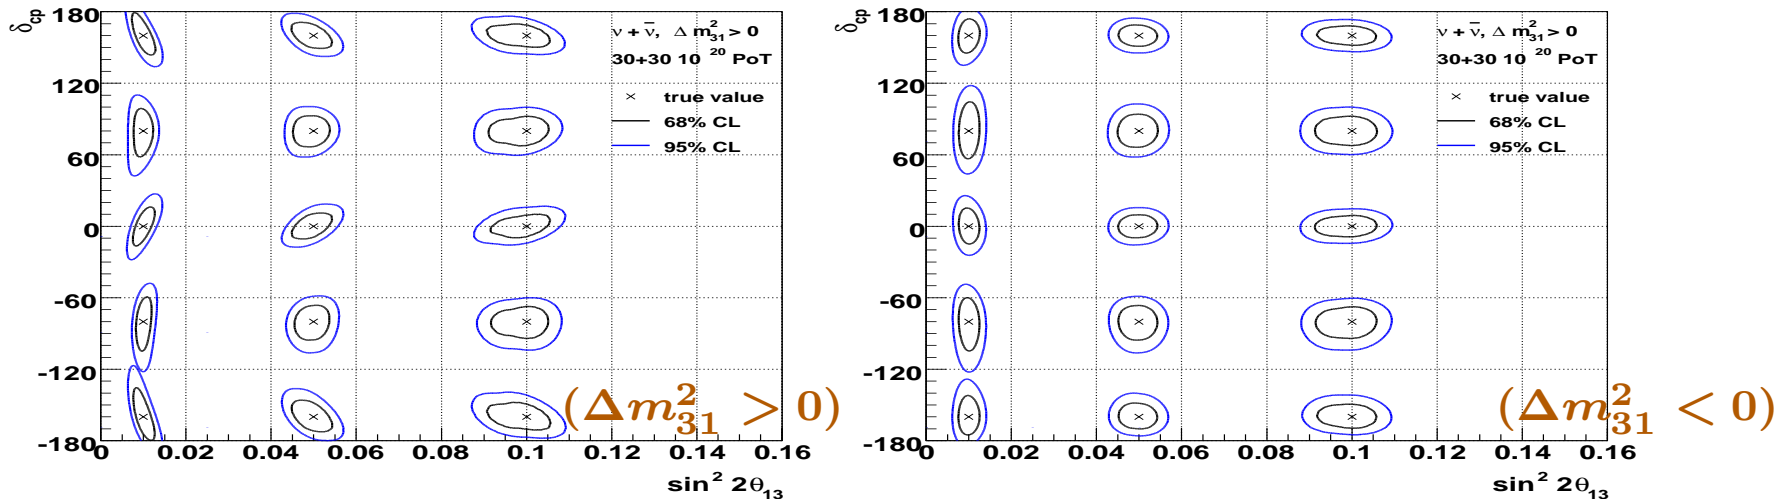 δcp
180
120
60
0
-60
-120
-180
0
0.02
0.04
0.06
0.08
0.1
0.12
0.14
0.16
sin² 2θ₁₃
ν + ν̄, Δ m²₃₁ > 0
30+30 10 ²⁰ PoT
true value
68% CL
95% CL
(Δm²₃₁ > 0)
δcp
180
120
60
0
-60
-120
-180
0
0.02
0.04
0.06
0.08
0.1
0.12
0.14
0.16
sin² 2θ₁₃
ν + ν̄, Δ m²₃₁ > 0
30+30 10 ²⁰ PoT
true value
68% CL
95% CL
(Δm²₃₁ < 0)